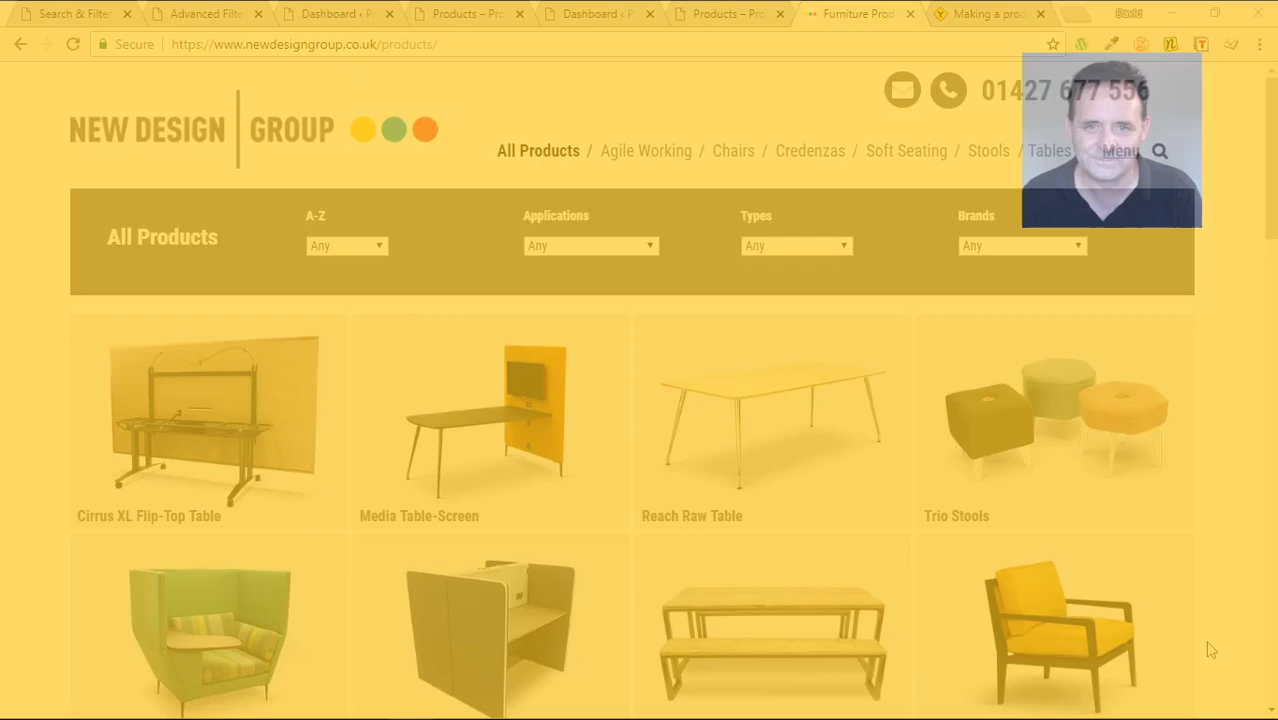 Search & Filter
Advanced Filte
Dashboard ‹ P
Products – Pro
Dashboard ‹ P
Products – Pro
Furniture Prod
Making a prod
David
Secure
https://www.newdesigngroup.co.uk/products/
01427 677 556
NEW DESIGN GROUP
All Products / Agile Working / Chairs / Credenzas / Soft Seating / Stools / Tables Menu
All Products
A-Z
Applications
Types
Brands
Any
Any
Any
Any
Cirrus XL Flip-Top Table
Media Table-Screen
Reach Raw Table
Trio Stools